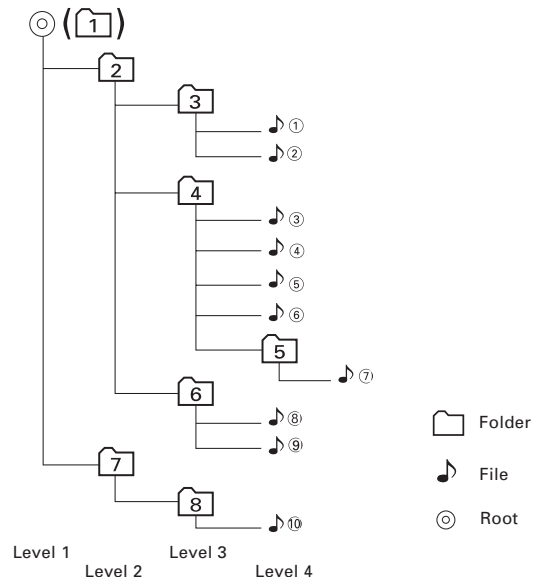 (1)
2
3
①
②
4
③
④
⑤
⑥
5
⑦
6
⑧
⑨
7
8
⑩
Folder
File
Root
Level 1
Level 2
Level 3
Level 4